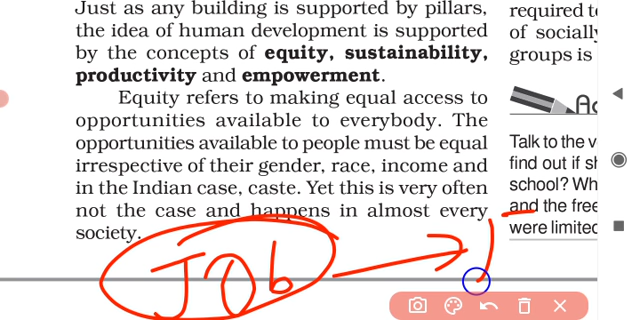 Just as any building is supported by pillars,
the idea of human development is supported
by the concepts of equity, sustainability,
productivity and empowerment.
Equity refers to making equal access to
opportunities available to everybody. The
opportunities available to people must be equal
irrespective of their gender, race, income and
in the Indian case, caste. Yet this is very often
not the case and happens in almost every
society.
JOb
required t
of sociall
groups is
Ac
Talk to the v
find out if sh
school? Wh
and the free
were limited